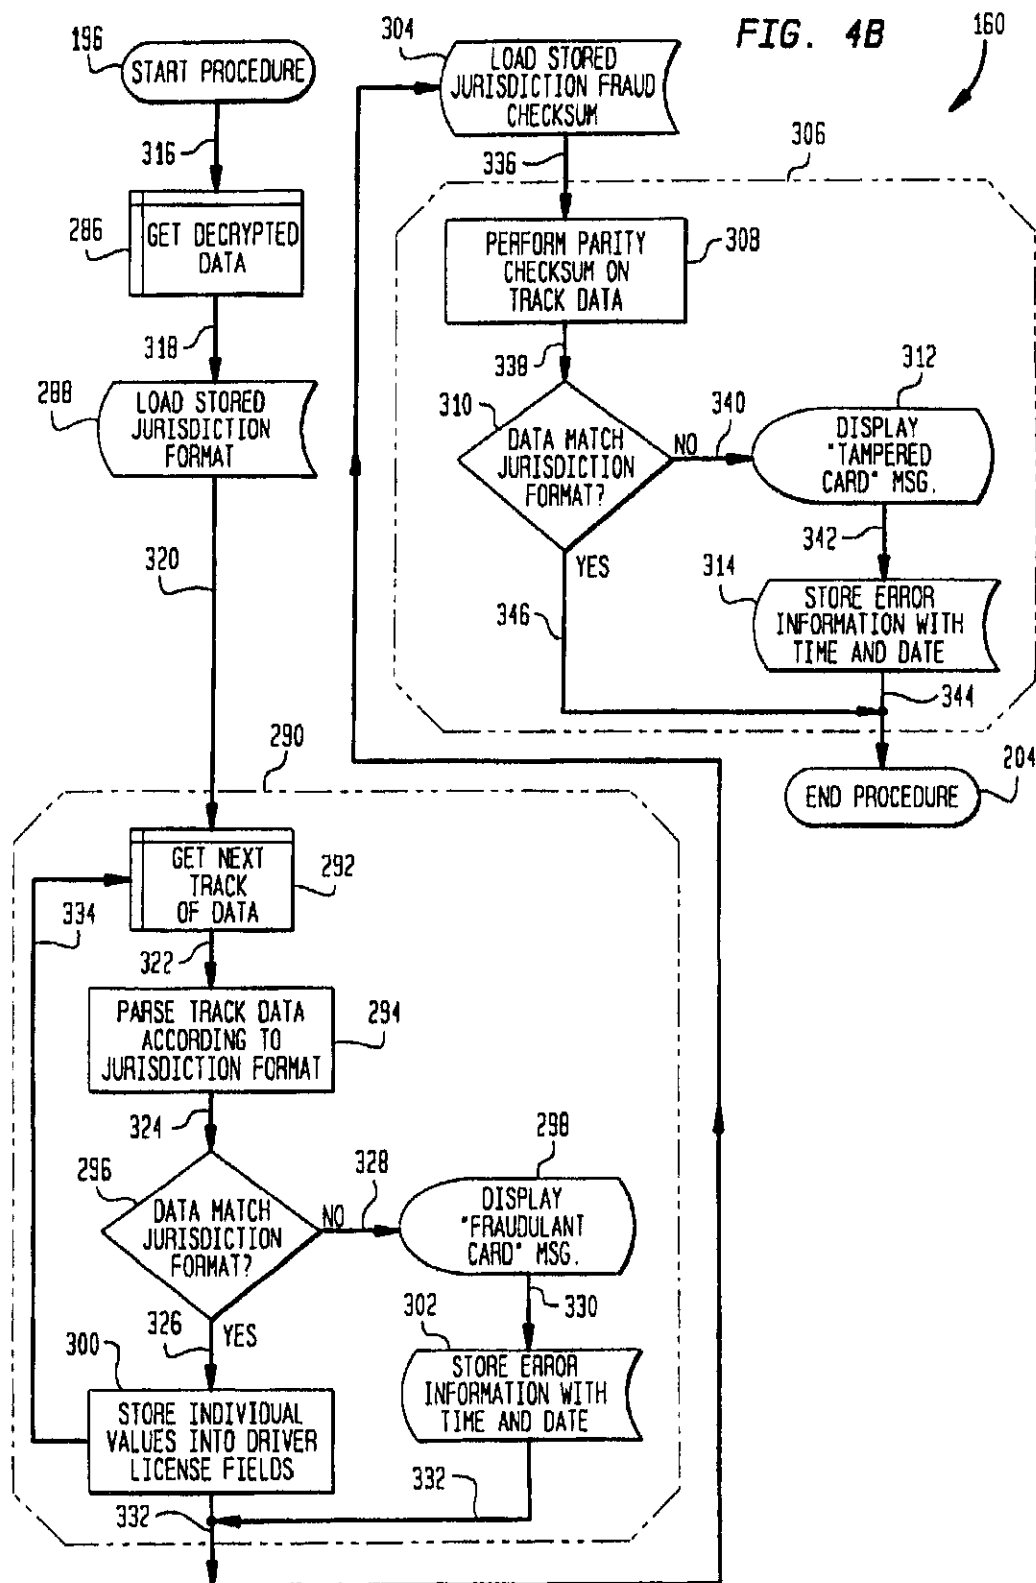 FIG. 4B
160
196
START PROCEDURE
316
286
GET DECRYPTED
DATA
318
288
LOAD STORED
JURISDICTION
FORMAT
320
290
GET NEXT
TRACK
OF DATA
292
334
322
PARSE TRACK DATA
ACCORDING TO
JURISDICTION FORMAT
294
324
296
DATA MATCH
JURISDICTION
FORMAT?
NO
328
298
DISPLAY
"FRAUDULANT
CARD" MSG.
330
302
STORE ERROR
INFORMATION WITH
TIME AND DATE
332
326
YES
300
STORE INDIVIDUAL
VALUES INTO DRIVER
LICENSE FIELDS
332
304
LOAD STORED
JURISDICTION FRAUD
CHECKSUM
336
306
PERFORM PARITY
CHECKSUM ON
TRACK DATA
308
338
310
DATA MATCH
JURISDICTION
FORMAT?
NO
340
312
DISPLAY
"TAMPERED
CARD" MSG.
342
314
STORE ERROR
INFORMATION WITH
TIME AND DATE
344
YES
346
END PROCEDURE
204